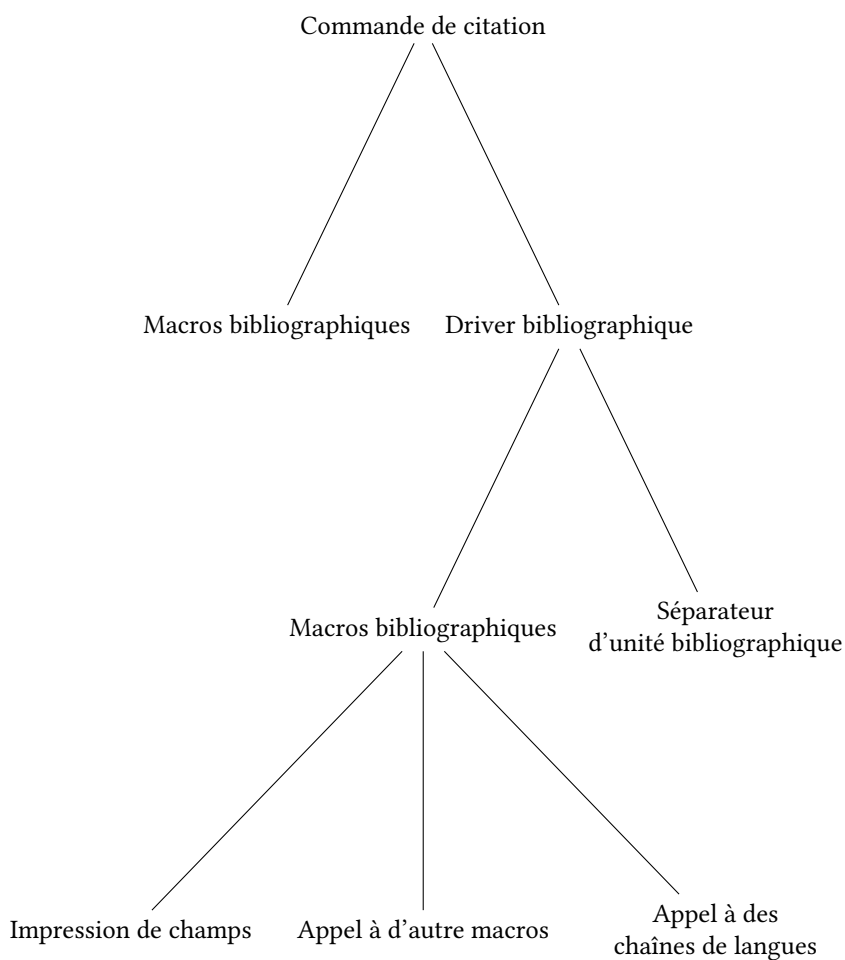 Commande de citation
Macros bibliographiques
Driver bibliographique
Macros bibliographiques
Séparateur
d'unité bibliographique
Impression de champs
Appel à d'autre macros
Appel à des
chaînes de langues